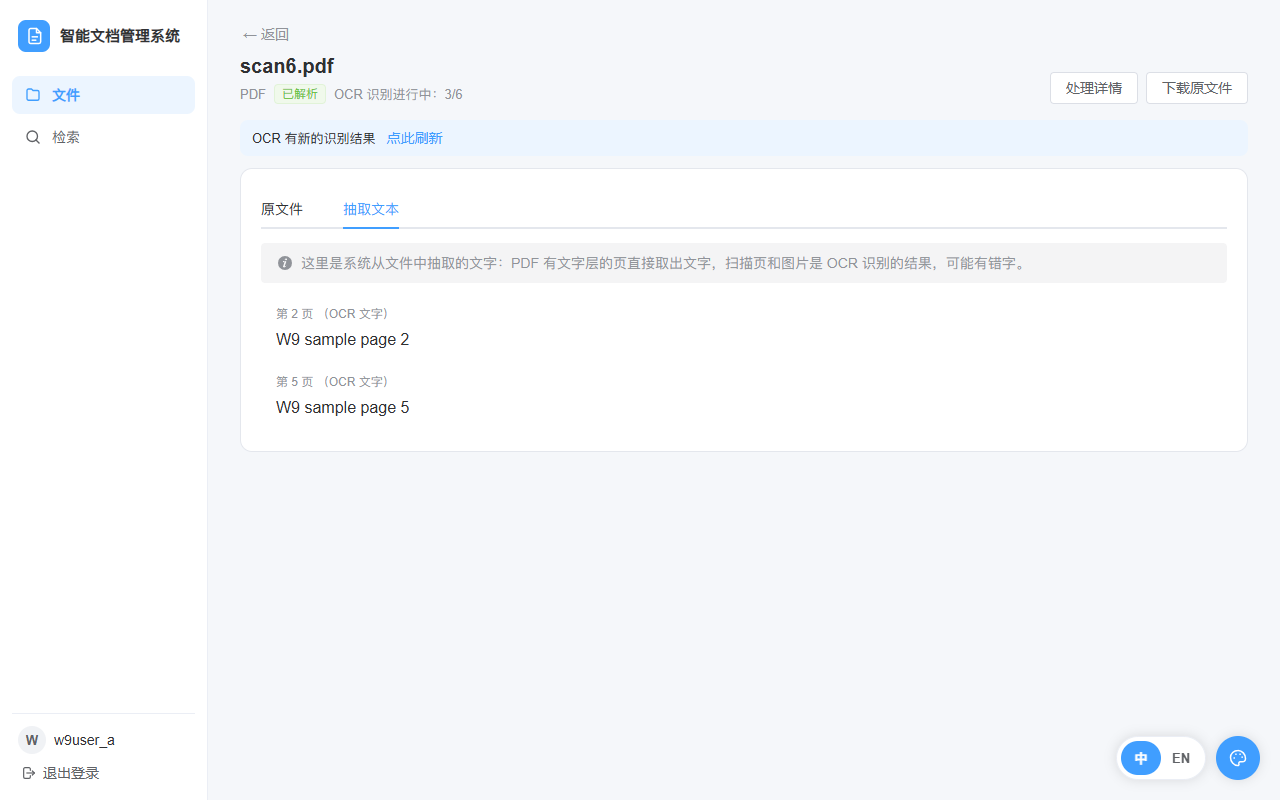 智能文档管理系统
文件
检索
w9user_a
W
退出登录
← 返回
scan6.pdf
PDF 已解析 OCR 识别进行中：3/6
处理详情
下载原文件
OCR 有新的识别结果 点此刷新
原文件
抽取文本
这里是系统从文件中抽取的文字：PDF 有文字层的页直接取出文字，扫描页和图片是 OCR 识别的结果，可能有错字。
第 2 页 （OCR 文字）
W9 sample page 2
第 5 页 （OCR 文字）
W9 sample page 5
中
EN